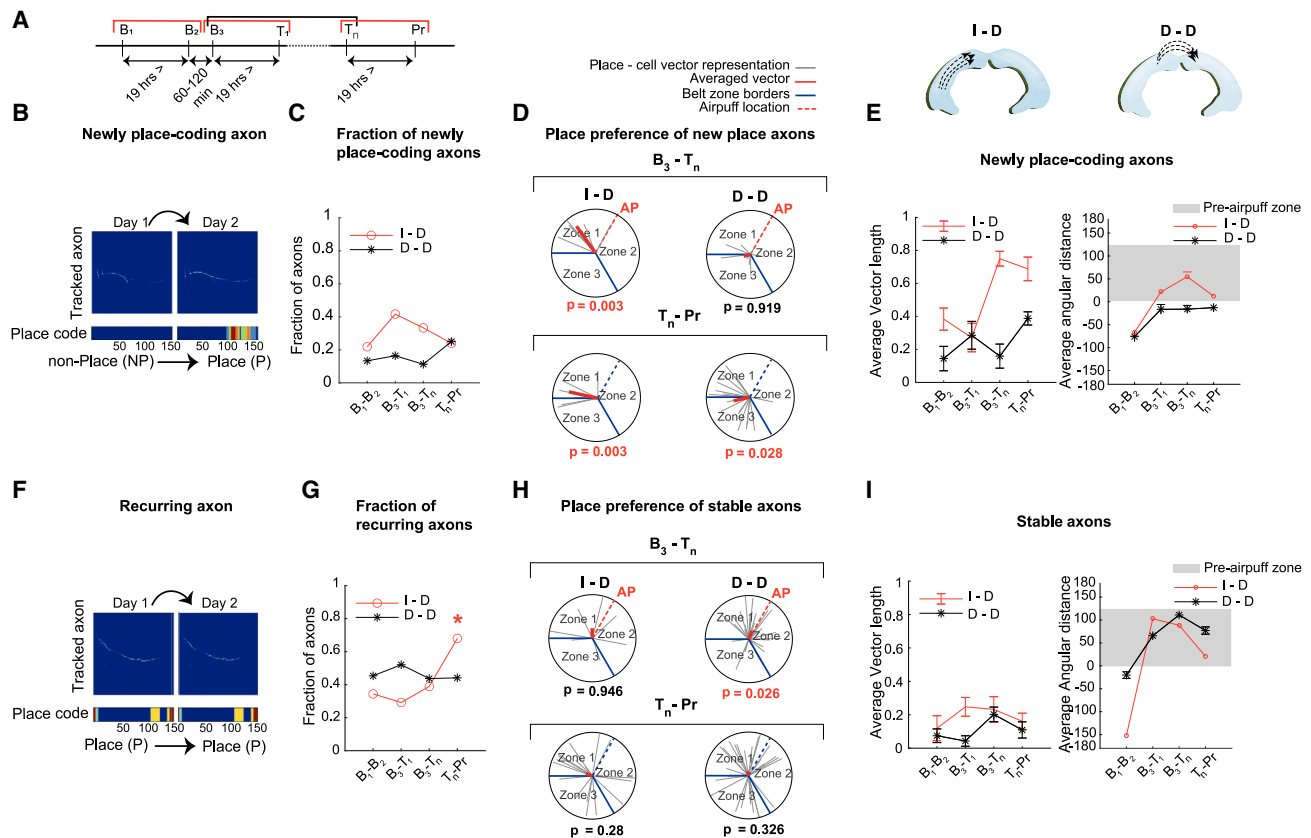 A
B₁
B₂
B₃
T₁
Tₙ
Pr
19 hrs >
60-120 min
19 hrs >
19 hrs >
Place - cell vector representation
Averaged vector
Belt zone borders
Airpuff location
I - D
D - D
B
Newly place-coding axon
Day 1
Day 2
Tracked axon
Place code
50 100 150
50 100 150
non-Place (NP)
Place (P)
C
Fraction of newly
place-coding axons
I - D
D - D
Fraction of axons
1
0.8
0.6
0.4
0.2
0
B₁-B₂
B₃-T₁
B₃-Tₙ
Tₙ-Pr
D
Place preference of new place axons
B₃ - Tₙ
I - D
D - D
AP
AP
Zone 1
Zone 2
Zone 3
Zone 1
Zone 2
Zone 3
p = 0.003
p = 0.919
Tₙ- Pr
Zone 1
Zone 2
Zone 3
Zone 1
Zone 2
Zone 3
p = 0.003
p = 0.028
E
Newly place-coding axons
I - D
D - D
Average Vector length
1
0.8
0.6
0.4
0.2
0
B₁-B₂
B₃-T₁
B₃-Tₙ
Tₙ-Pr
Pre-airpuff zone
I - D
D - D
Average angular distance
180
150
100
50
0
-50
-100
-150
-180
B₁-B₂
B₃-T₁
B₃-Tₙ
Tₙ-Pr
F
Recurring axon
Day 1
Day 2
Tracked axon
Place code
50 100 150
50 100 150
Place (P)
Place (P)
G
Fraction of
recurring axons
I - D
D - D
*
Fraction of axons
1
0.8
0.6
0.4
0.2
0
B₁-B₂
B₃-T₁
B₃-Tₙ
Tₙ-Pr
H
Place preference of stable axons
B₃ - Tₙ
I - D
D - D
AP
AP
Zone 1
Zone 2
Zone 3
Zone 1
Zone 2
Zone 3
p = 0.946
p = 0.026
Tₙ- Pr
Zone 1
Zone 2
Zone 3
Zone 1
Zone 2
Zone 3
p = 0.28
p = 0.326
I
Stable axons
I - D
D - D
Average Vector length
1
0.8
0.6
0.4
0.2
0
B₁-B₂
B₃-T₁
B₃-Tₙ
Tₙ-Pr
Pre-airpuff zone
I - D
D - D
Average Angular distance
180
150
100
50
0
-50
-100
-150
-180
B₁-B₂
B₃-T₁
B₃-Tₙ
Tₙ-Pr